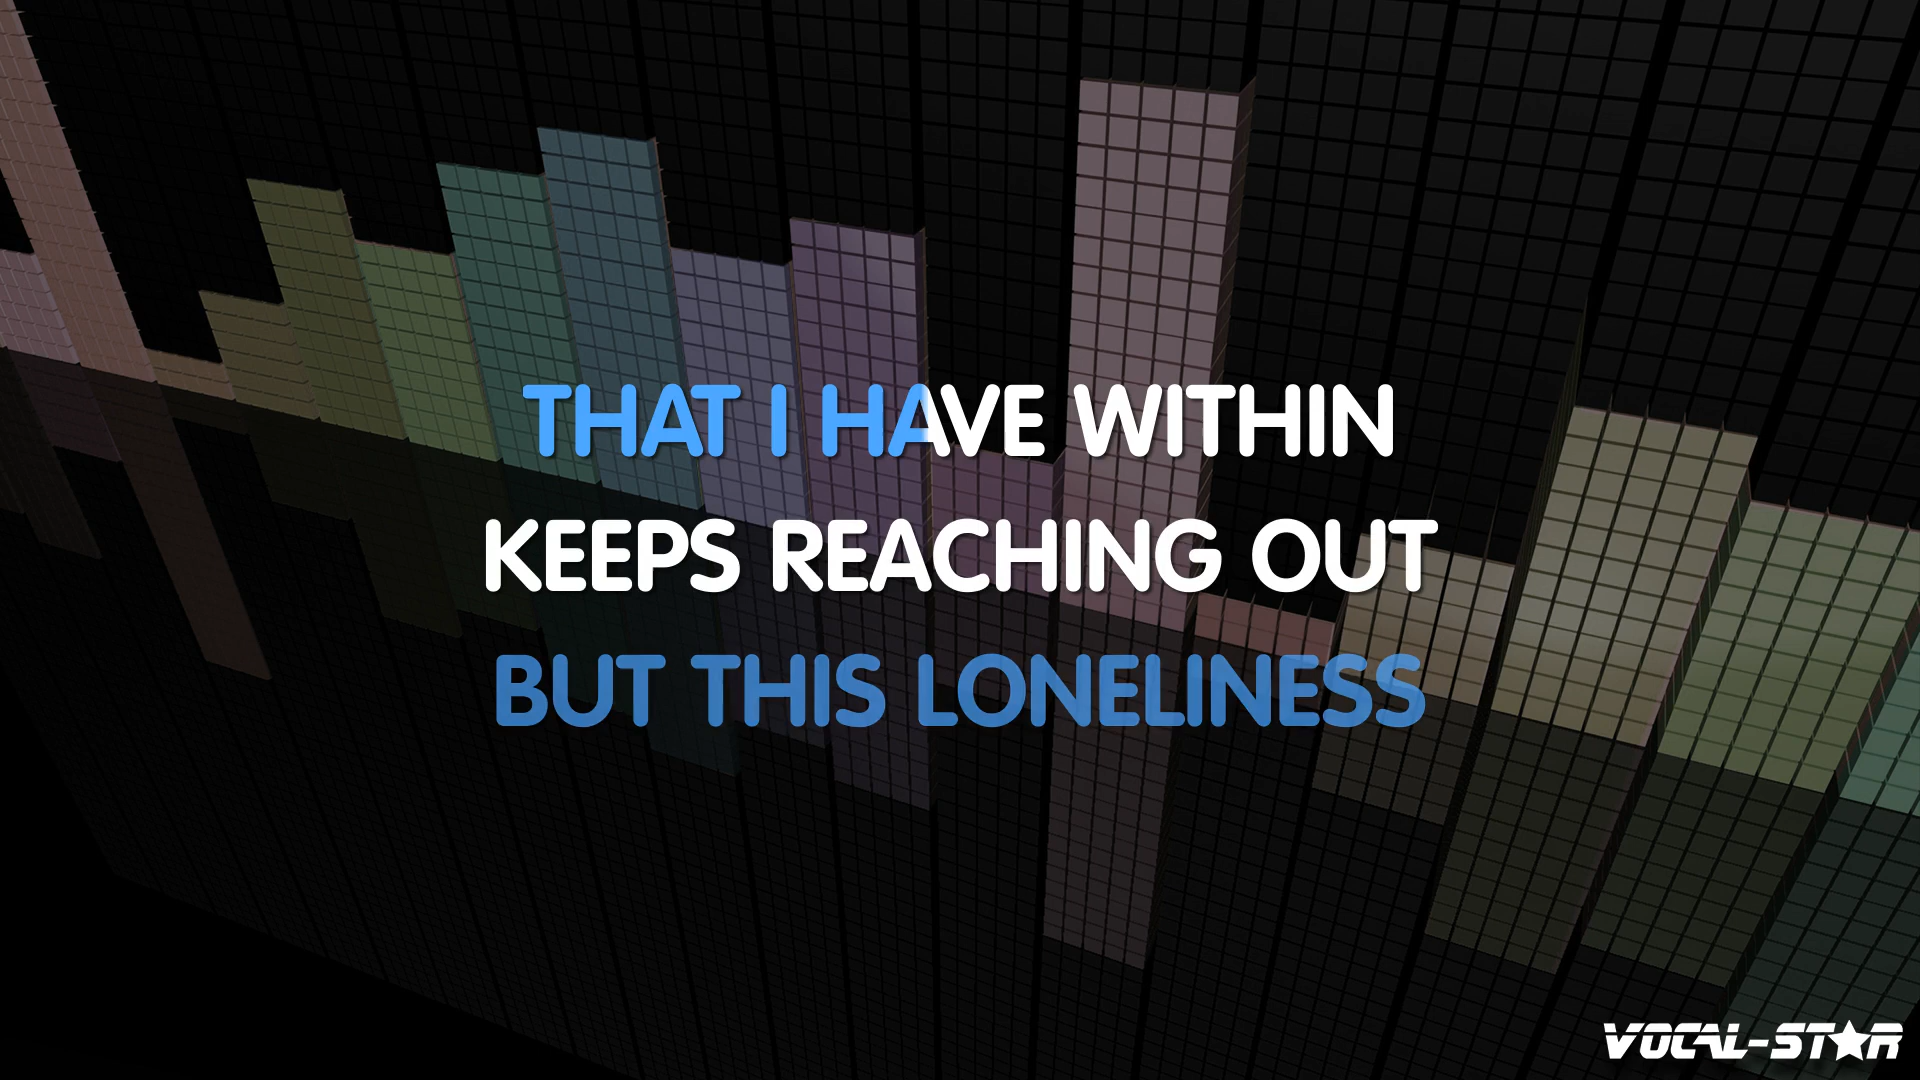 THAT I HAVE WITHIN
KEEPS REACHING OUT
BUT THIS LONELINESS
VOCAL-STAR